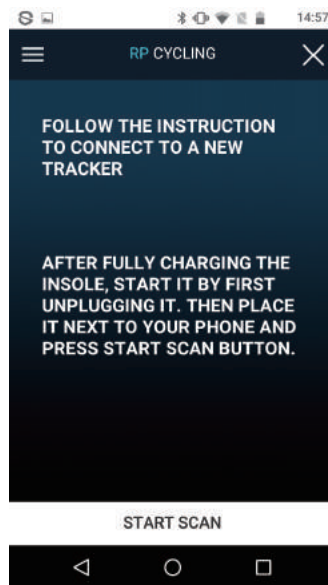 14:57
RP CYCLING
FOLLOW THE INSTRUCTION
TO CONNECT TO A NEW
TRACKER
AFTER FULLY CHARGING THE
INSOLE, START IT BY FIRST
UNPLUGGING IT. THEN PLACE
IT NEXT TO YOUR PHONE AND
PRESS START SCAN BUTTON.
START SCAN